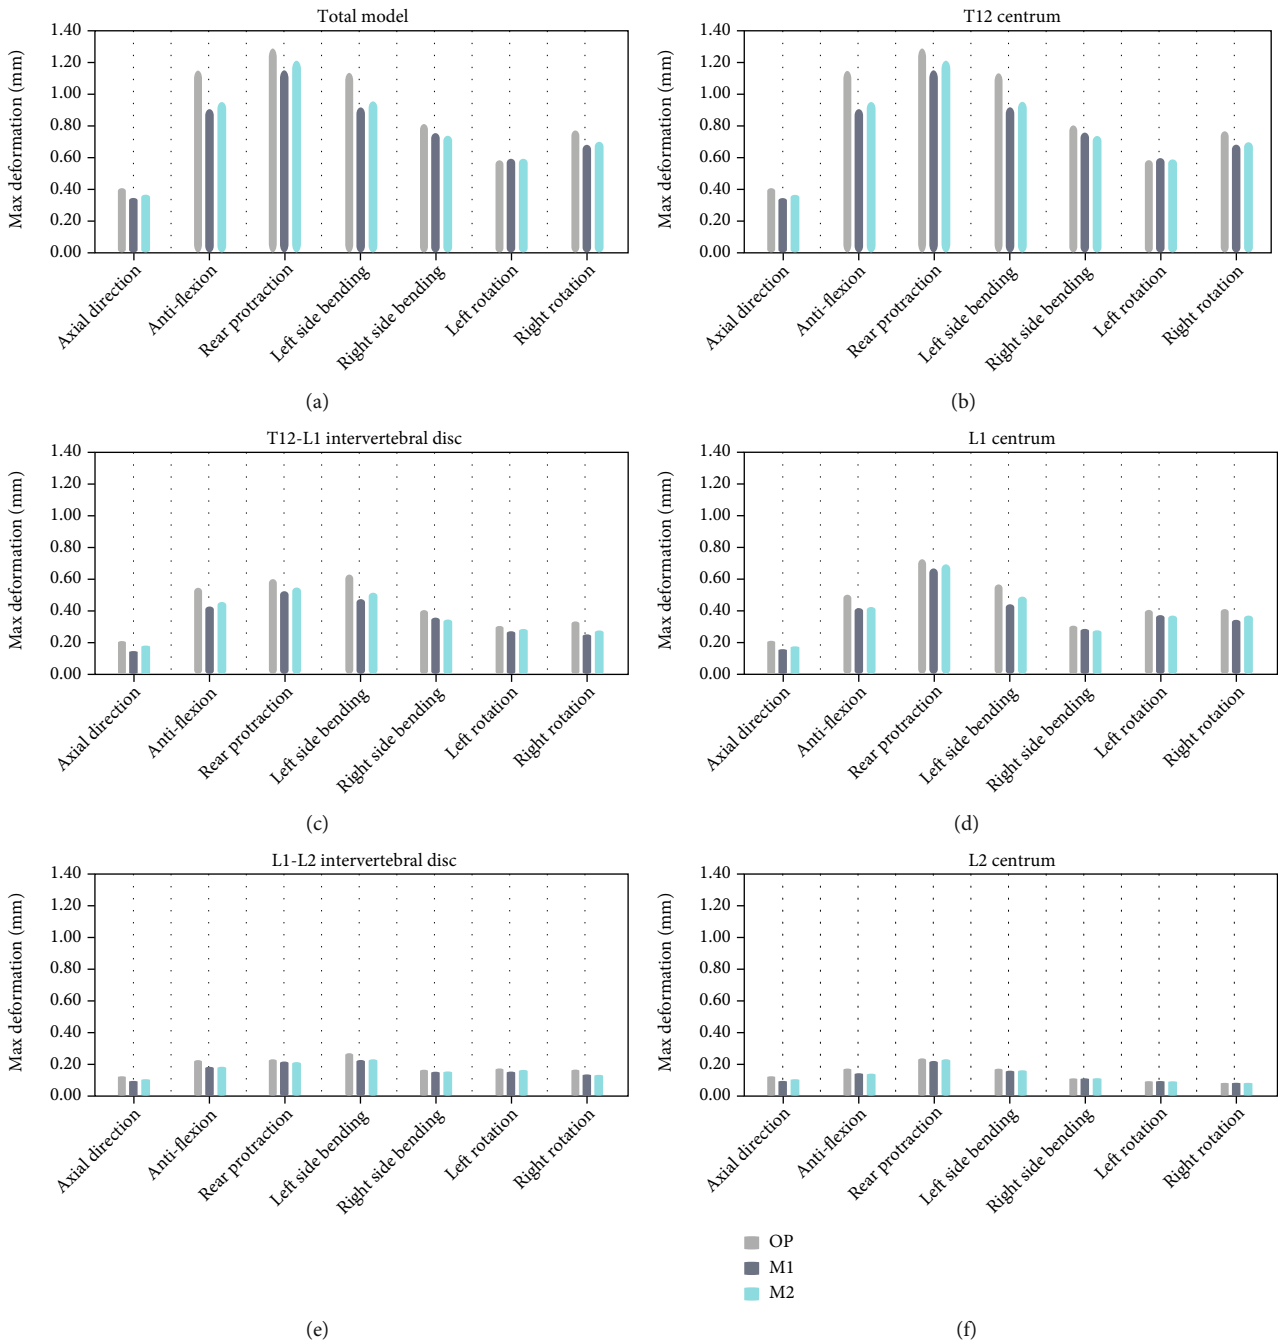 Total model
Max deformation (mm)
1.40
1.20
1.00
0.80
0.60
0.40
0.20
0.00
Axial direction
Anti-flexion
Rear protraction
Left side bending
Right side bending
Left rotation
Right rotation
(a)
T12 centrum
Max deformation (mm)
1.40
1.20
1.00
0.80
0.60
0.40
0.20
0.00
Axial direction
Anti-flexion
Rear protraction
Left side bending
Right side bending
Left rotation
Right rotation
(b)
T12-L1 intervertebral disc
Max deformation (mm)
1.40
1.20
1.00
0.80
0.60
0.40
0.20
0.00
Axial direction
Anti-flexion
Rear protraction
Left side bending
Right side bending
Left rotation
Right rotation
(c)
L1 centrum
Max deformation (mm)
1.40
1.20
1.00
0.80
0.60
0.40
0.20
0.00
Axial direction
Anti-flexion
Rear protraction
Left side bending
Right side bending
Left rotation
Right rotation
(d)
L1-L2 intervertebral disc
Max deformation (mm)
1.40
1.20
1.00
0.80
0.60
0.40
0.20
0.00
Axial direction
Anti-flexion
Rear protraction
Left side bending
Right side bending
Left rotation
Right rotation
(e)
L2 centrum
Max deformation (mm)
1.40
1.20
1.00
0.80
0.60
0.40
0.20
0.00
Axial direction
Anti-flexion
Rear protraction
Left side bending
Right side bending
Left rotation
Right rotation
OP
M1
M2
(f)